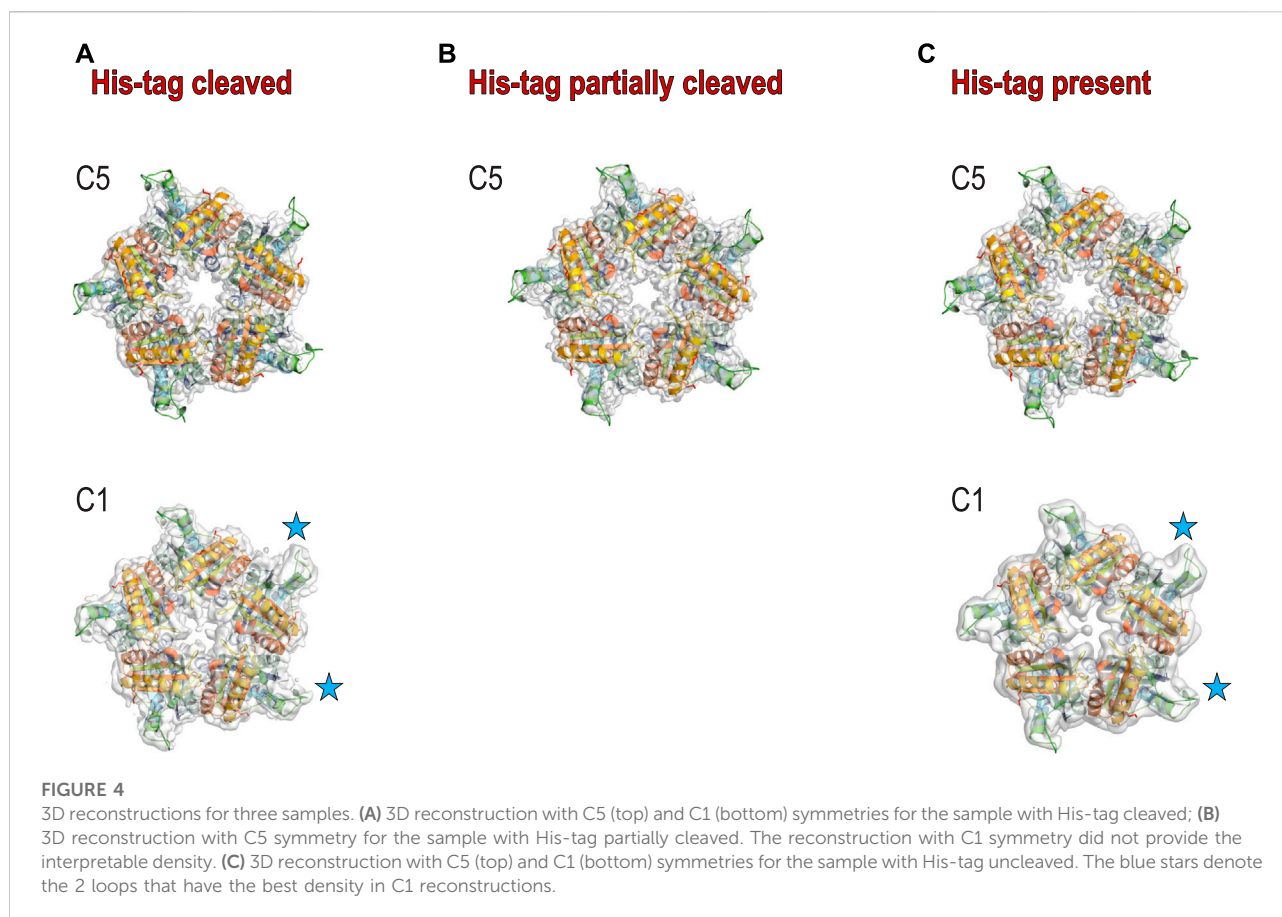 A
His-tag cleaved
B
His-tag partially cleaved
C
His-tag present
C5
C5
C5
C1
C1
FIGURE 4
3D reconstructions for three samples. (A) 3D reconstruction with C5 (top) and C1 (bottom) symmetries for the sample with His-tag cleaved; (B)
3D reconstruction with C5 symmetry for the sample with His-tag partially cleaved. The reconstruction with C1 symmetry did not provide the
interpretable density. (C) 3D reconstruction with C5 (top) and C1 (bottom) symmetries for the sample with His-tag uncleaved. The blue stars denote
the 2 loops that have the best density in C1 reconstructions.